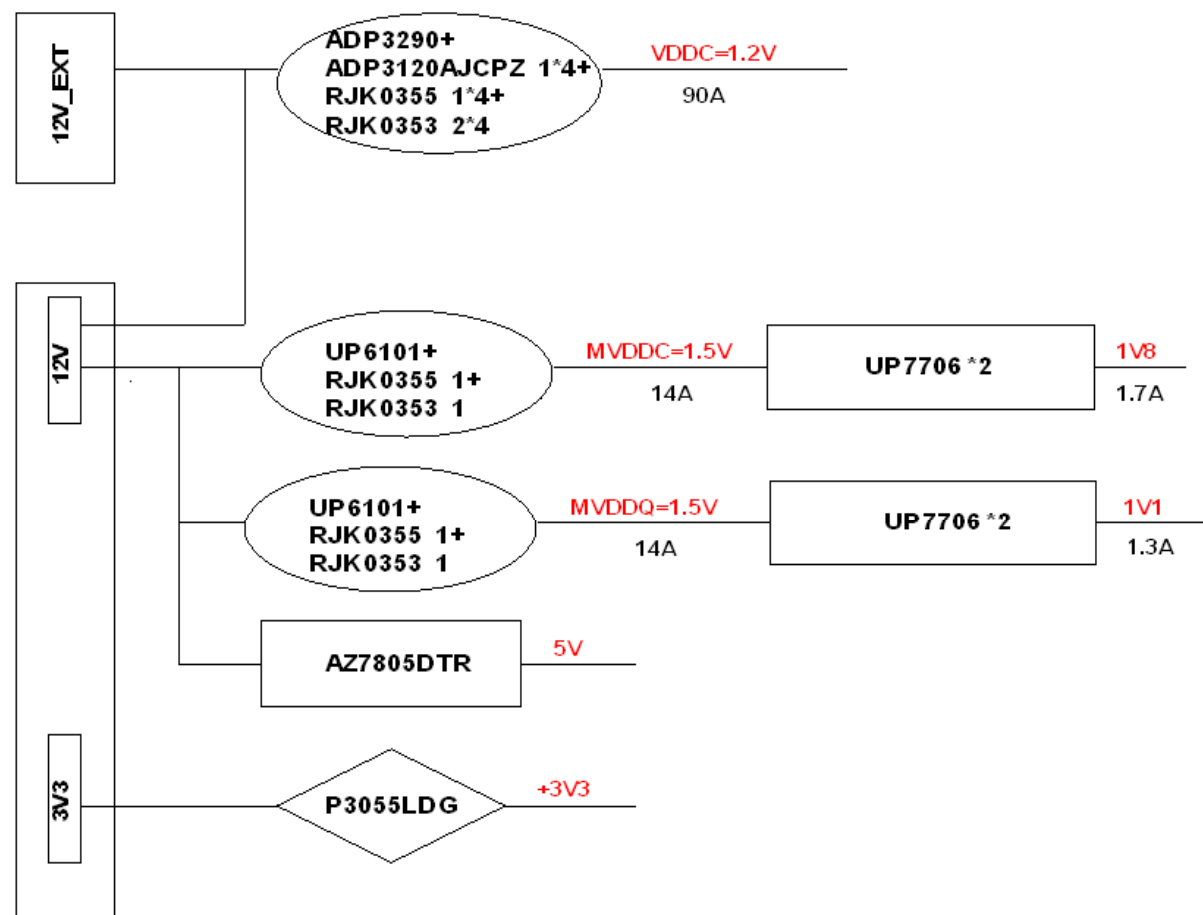 12V_EXT
ADP3290+
ADP3120AJCPZ 1*4+
RJK0355 1*4+
RJK0353 2*4
VDDC=1.2V
90A
12V
UP6101+
RJK0355 1+
RJK0353 1
MVDDC=1.5V
14A
UP7706 *2
1V8
1.7A
UP6101+
RJK0355 1+
RJK0353 1
MVDDQ=1.5V
14A
UP7706 *2
1V1
1.3A
AZ7805DTR
5V
3V3
P3055LDG
+3V3